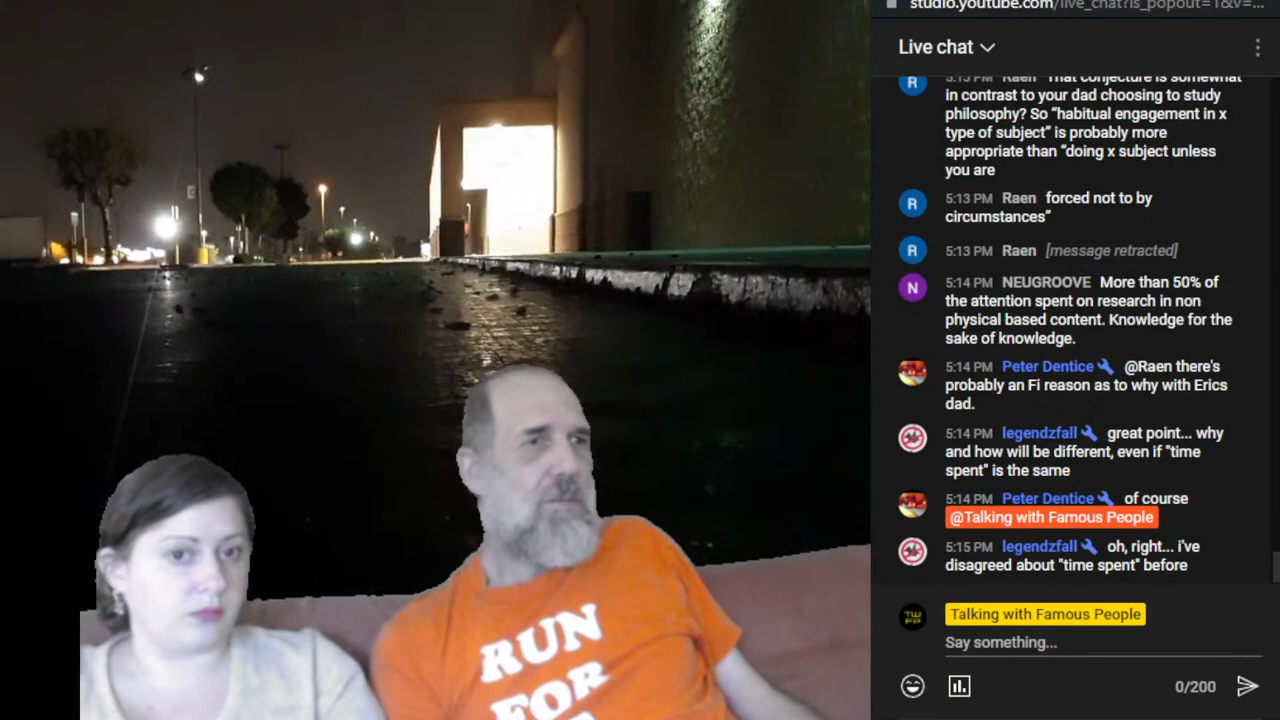 studio.youtube.com/live_chat?is_popout=1&v=...
Live chat
5:13 PM Raen "That conjecture is somewhat
in contrast to your dad choosing to study
philosophy? So “habitual engagement in x
type of subject” is probably more
appropriate than “doing x subject unless
you are
5:13 PM Raen forced not to by
circumstances”
5:13 PM Raen [message retracted]
5:14 PM NEUGROOVE More than 50% of
the attention spent on research in non
physical based content. Knowledge for the
sake of knowledge.
5:14 PM Peter Dentice @Raen there's
probably an Fi reason as to why with Erics
dad.
5:14 PM legendzfall great point... why
and how will be different, even if "time
spent" is the same
5:14 PM Peter Dentice of course
@Talking with Famous People
5:15 PM legendzfall oh, right... i've
disagreed about "time spent" before
Talking with Famous People
Say something...
0/200
RUN
FOR